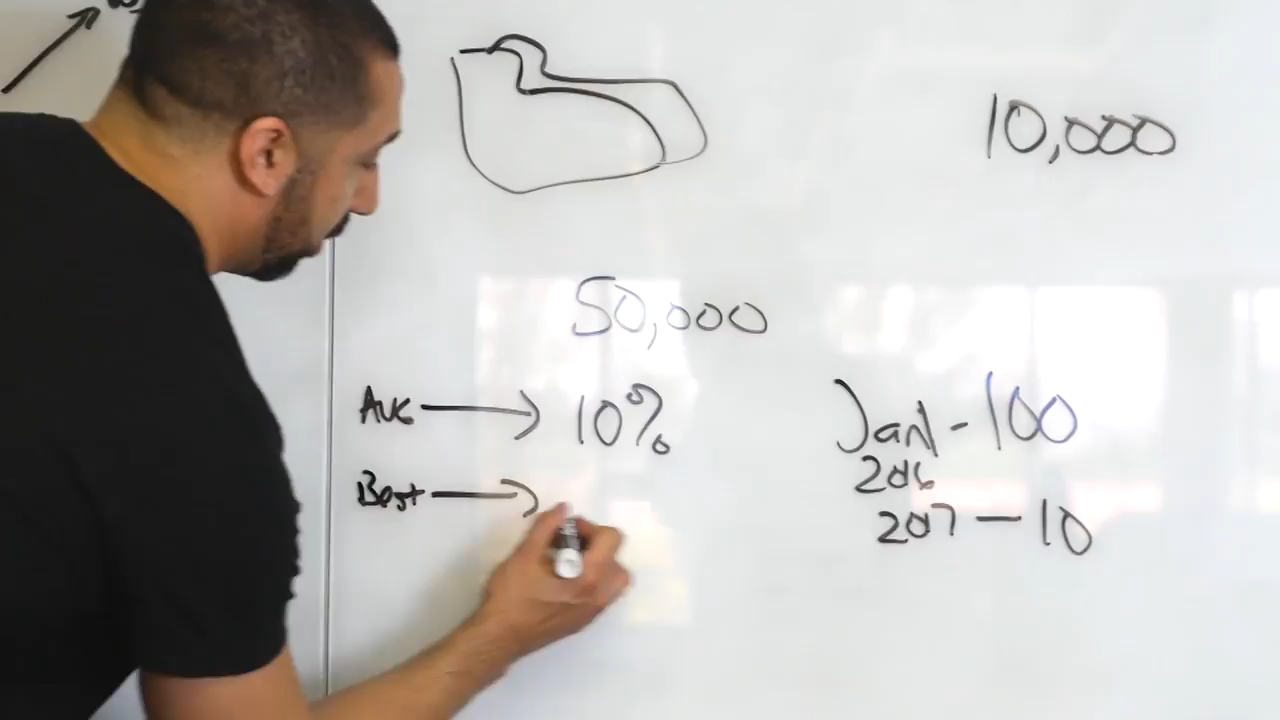 10,000
50,000
Avg → 10%
Best →
Jan - 100
2016
2017 — 10